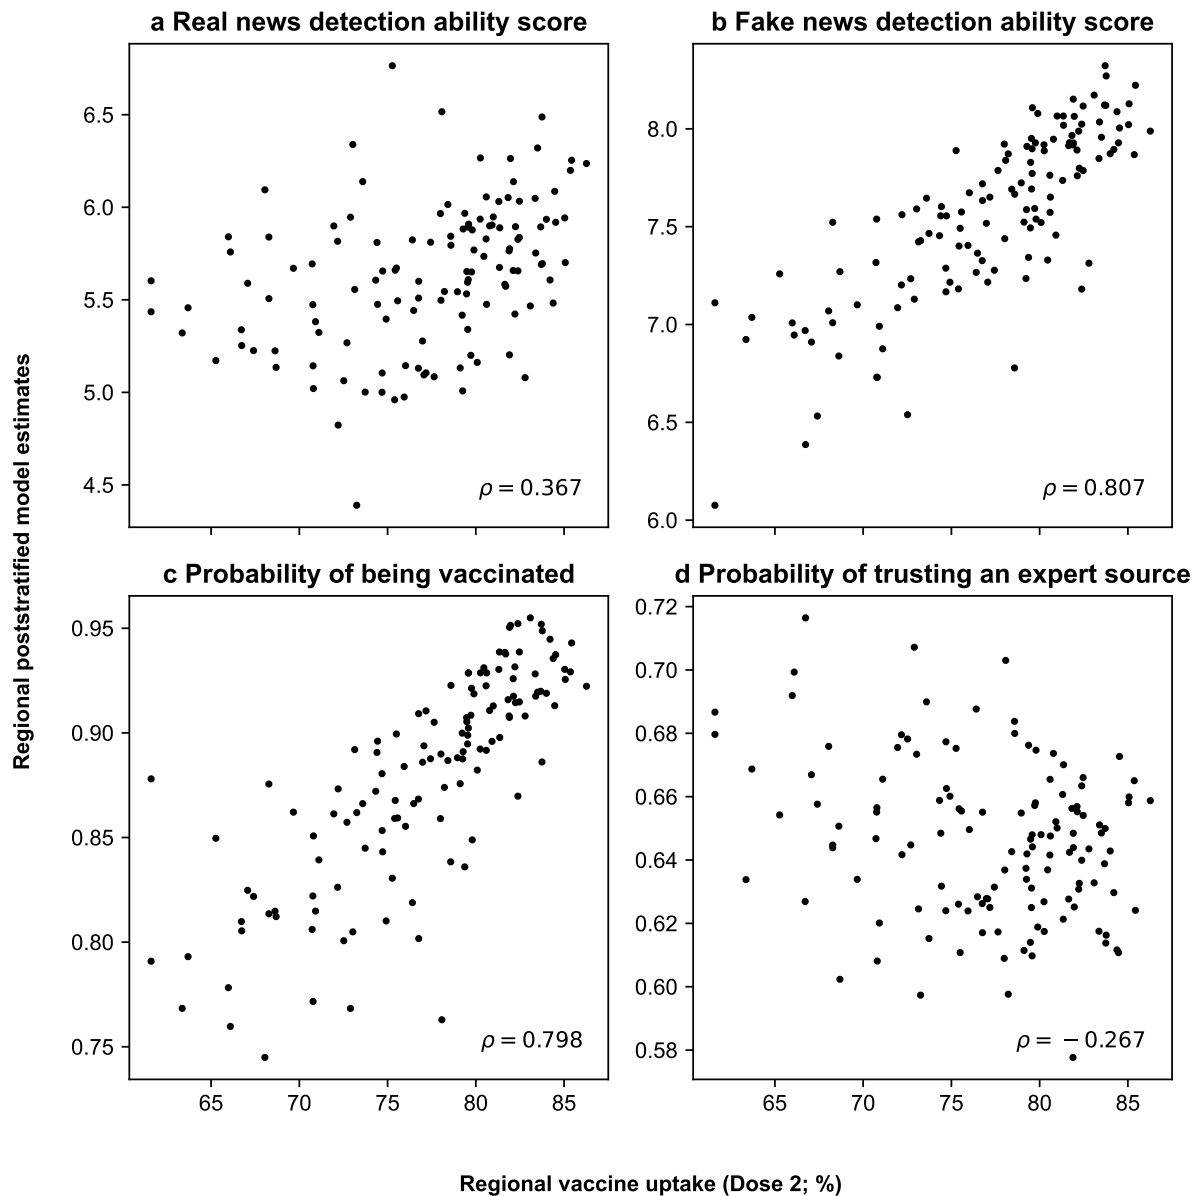 a Real news detection ability score
b Fake news detection ability score
6.5
6.0
5.5
5.0
4.5
ρ = 0.367
8.0
7.5
7.0
6.5
6.0
ρ = 0.807
Regional poststratified model estimates
c Probability of being vaccinated
d Probability of trusting an expert source
0.95
0.90
0.85
0.80
0.75
ρ = 0.798
65 70 75 80 85
0.72
0.70
0.68
0.66
0.64
0.62
0.60
0.58
ρ = −0.267
65 70 75 80 85
Regional vaccine uptake (Dose 2; %)